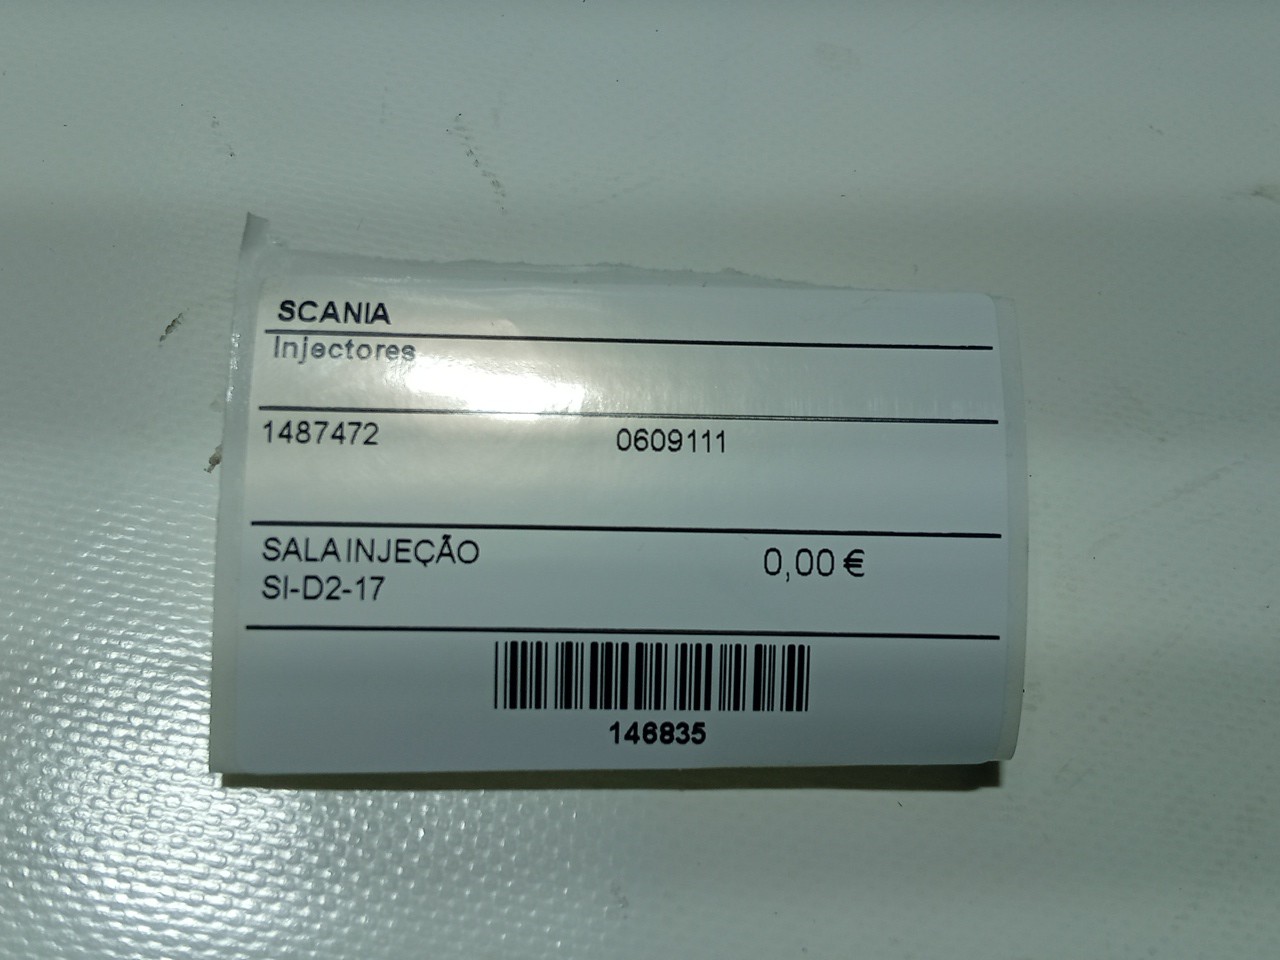 SCANIA
Injectores
1487472 0609111
SALA INJEÇÃO 0,00 €
SI-D2-17
146835